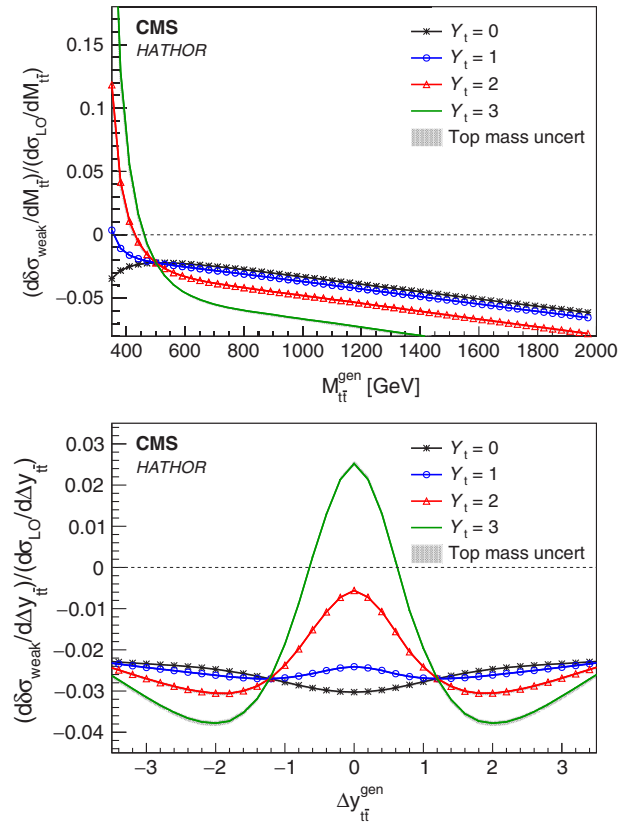 CMS
HATHOR
Y_t = 0
Y_t = 1
Y_t = 2
Y_t = 3
Top mass uncert
(dδσ_weak/dM_tt̄)/(dσ_LO/dM_tt̄)
0.15
0.1
0.05
0
−0.05
400 600 800 1000 1200 1400 1600 1800 2000
M_tt̄^gen [GeV]
CMS
HATHOR
Y_t = 0
Y_t = 1
Y_t = 2
Y_t = 3
Top mass uncert
(dδσ_weak/dΔy_tt̄)/(dσ_LO/dΔy_tt̄)
0.03
0.02
0.01
0
−0.01
−0.02
−0.03
−0.04
−3 −2 −1 0 1 2 3
Δy_tt̄^gen